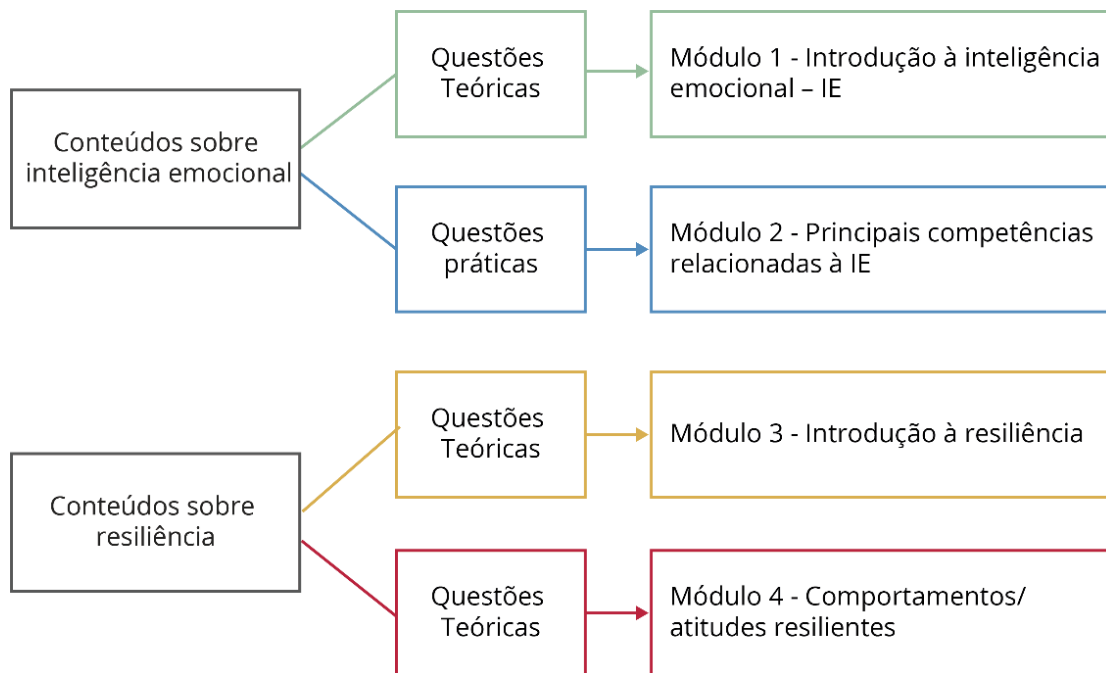 Conteúdos sobre
inteligência emocional
Questões
Teóricas
Módulo 1 - Introdução à inteligência
emocional – IE
Questões
práticas
Módulo 2 - Principais competências
relacionadas à IE
Conteúdos sobre
resiliência
Questões
Teóricas
Módulo 3 - Introdução à resiliência
Questões
Teóricas
Módulo 4 - Comportamentos/
atitudes resilientes